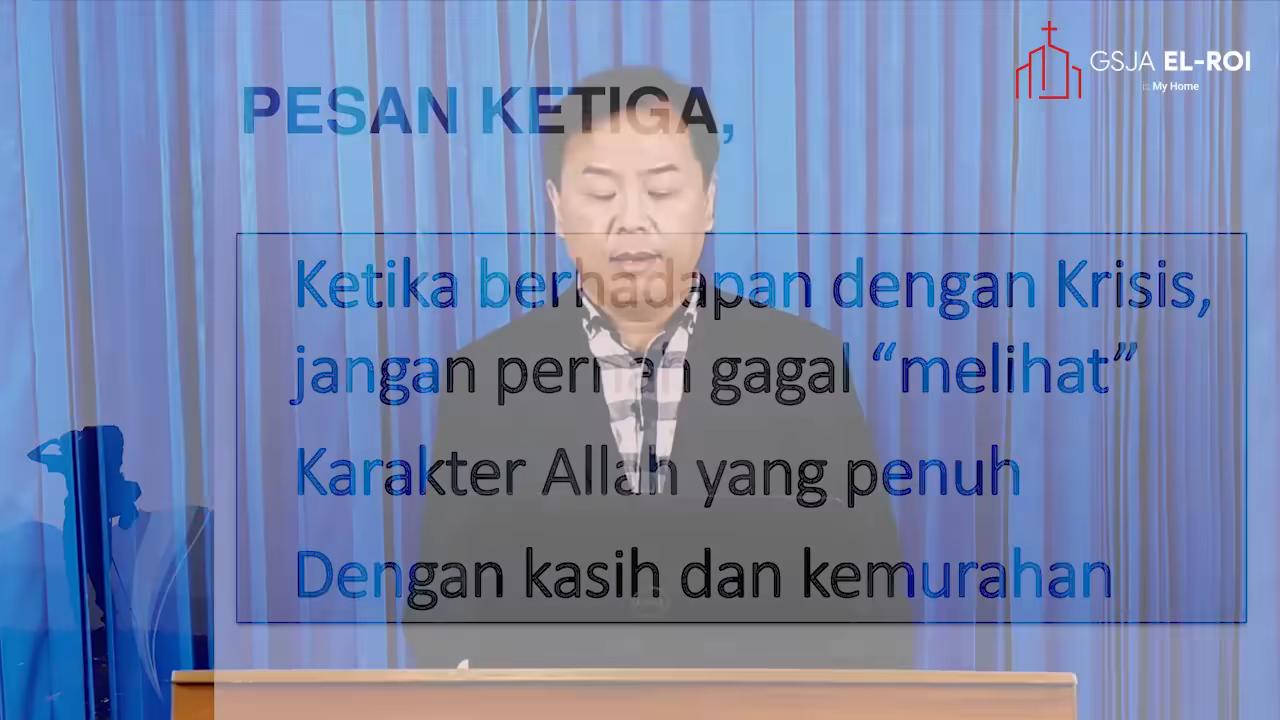 GSJA EL-ROI
is My Home
PESAN KETIGA,
Ketika berhadapan dengan Krisis,
jangan pernah gagal “melihat”
Karakter Allah yang penuh
Dengan kasih dan kemurahan